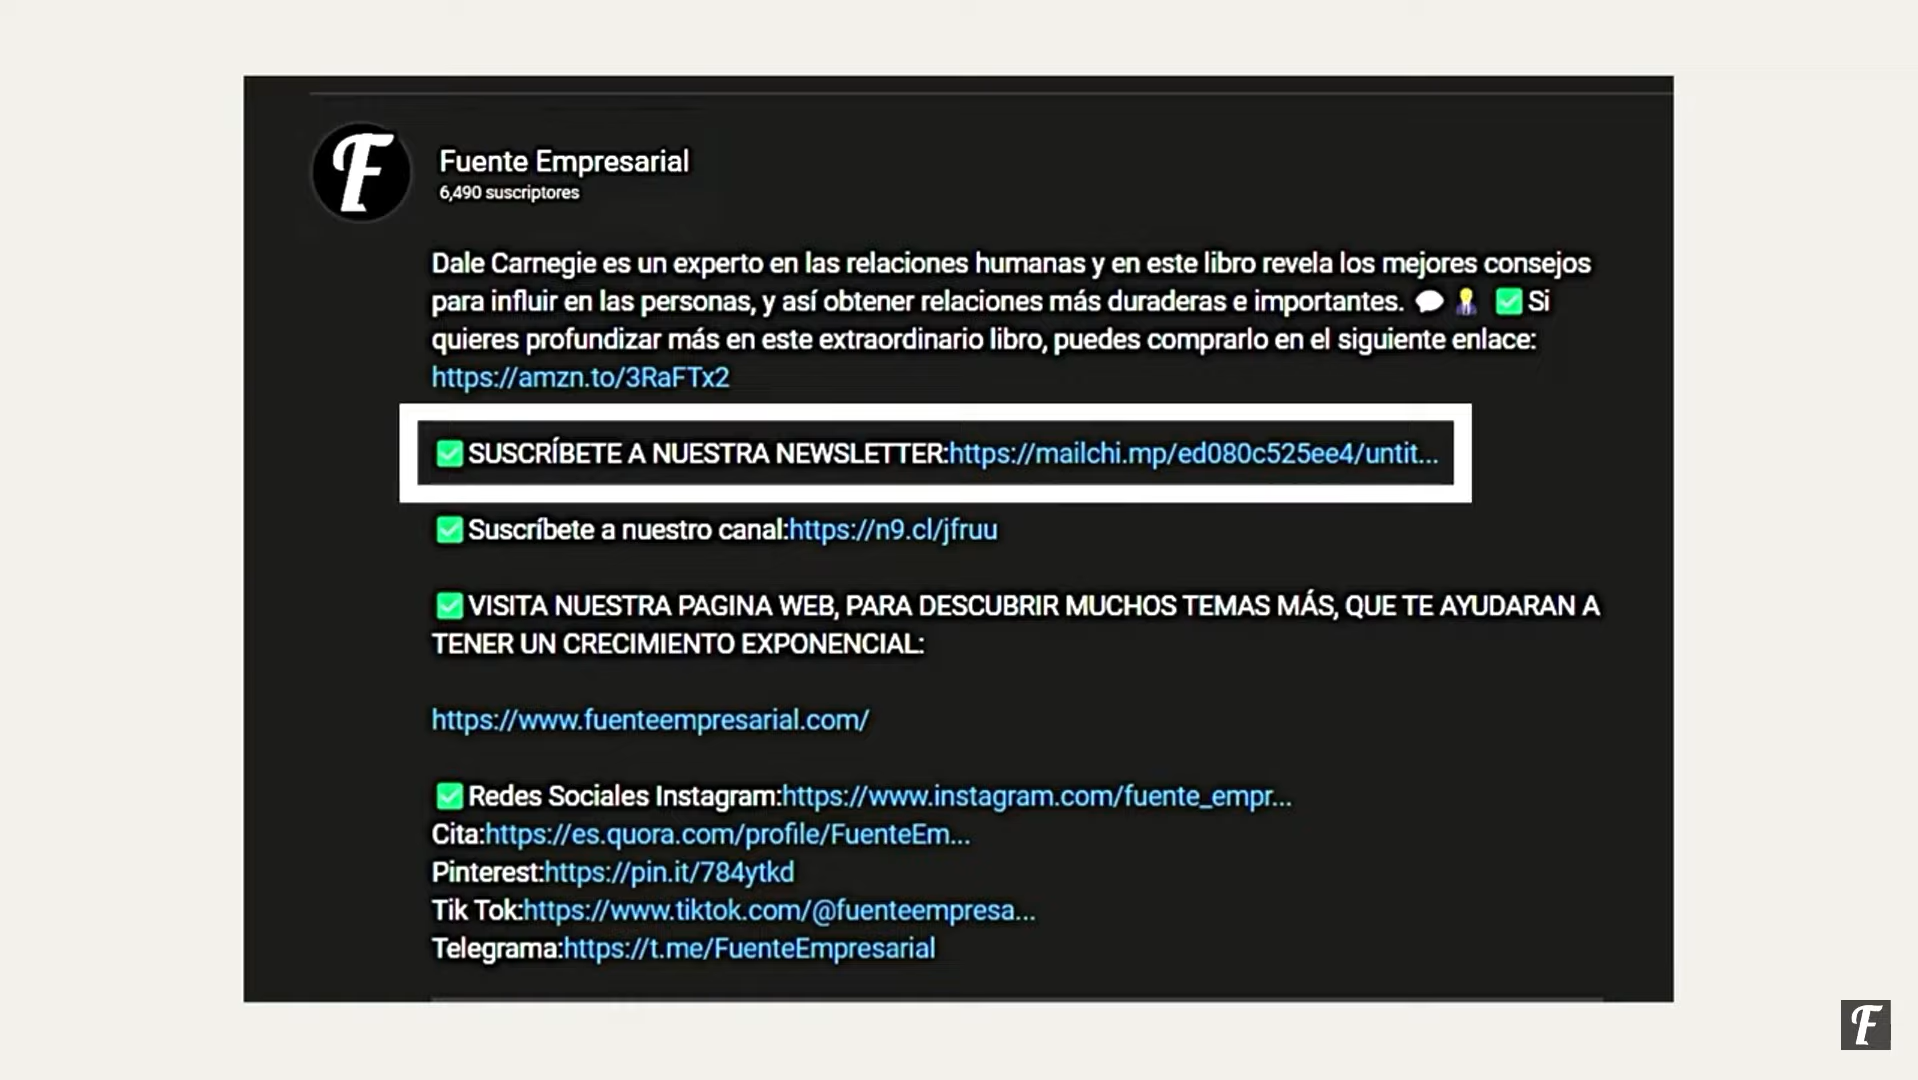 F
Fuente Empresarial
6,490 suscriptores
Dale Carnegie es un experto en las relaciones humanas y en este libro revela los mejores consejos
para influir en las personas, y así obtener relaciones más duraderas e importantes. 💬 👨‍💼 ✅ Si
quieres profundizar más en este extraordinario libro, puedes comprarlo en el siguiente enlace:
https://amzn.to/3RaFTx2
✅ SUSCRÍBETE A NUESTRA NEWSLETTER:https://mailchi.mp/ed080c525ee4/untit...
✅ Suscríbete a nuestro canal:https://n9.cl/jfruu
✅ VISITA NUESTRA PAGINA WEB, PARA DESCUBRIR MUCHOS TEMAS MÁS, QUE TE AYUDARAN A
TENER UN CRECIMIENTO EXPONENCIAL:
https://www.fuenteempresarial.com/
✅ Redes Sociales Instagram:https://www.instagram.com/fuente_empr...
Cita:https://es.quora.com/profile/FuenteEm...
Pinterest:https://pin.it/784ytkd
Tik Tok:https://www.tiktok.com/@fuenteempresa...
Telegrama:https://t.me/FuenteEmpresarial
F